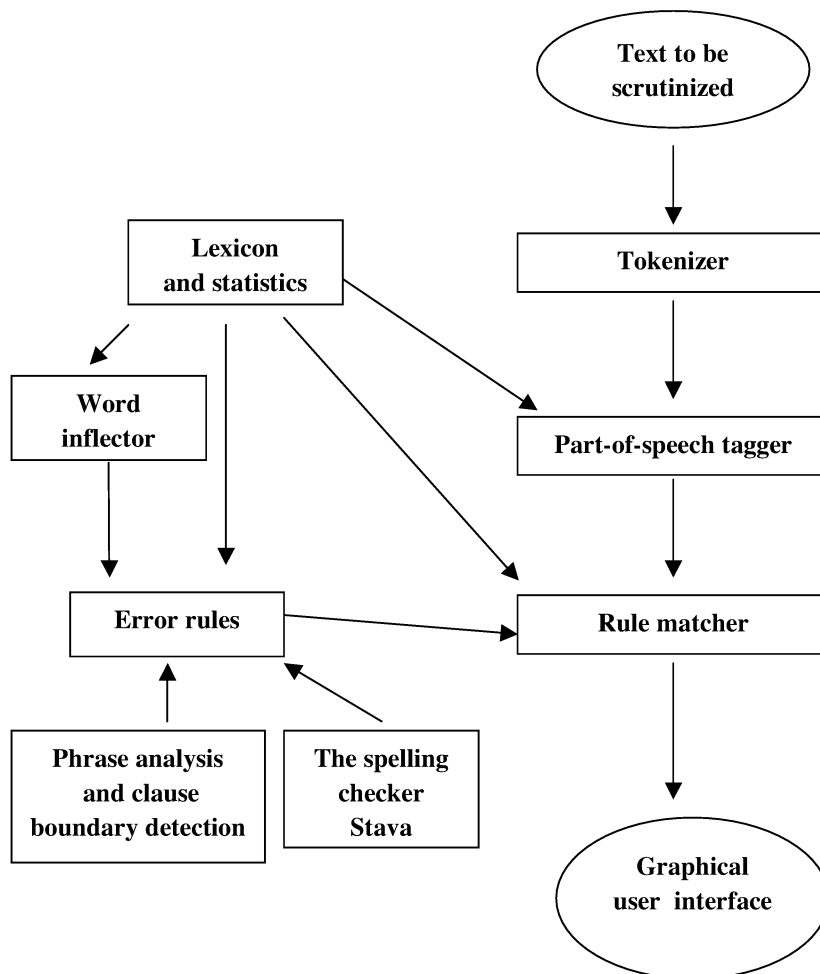 Text to be
scrutinized
Lexicon
and statistics
Tokenizer
Word
inflector
Part-of-speech tagger
Error rules
Rule matcher
Phrase analysis
and clause
boundary detection
The spelling
checker
Stava
Graphical
user interface